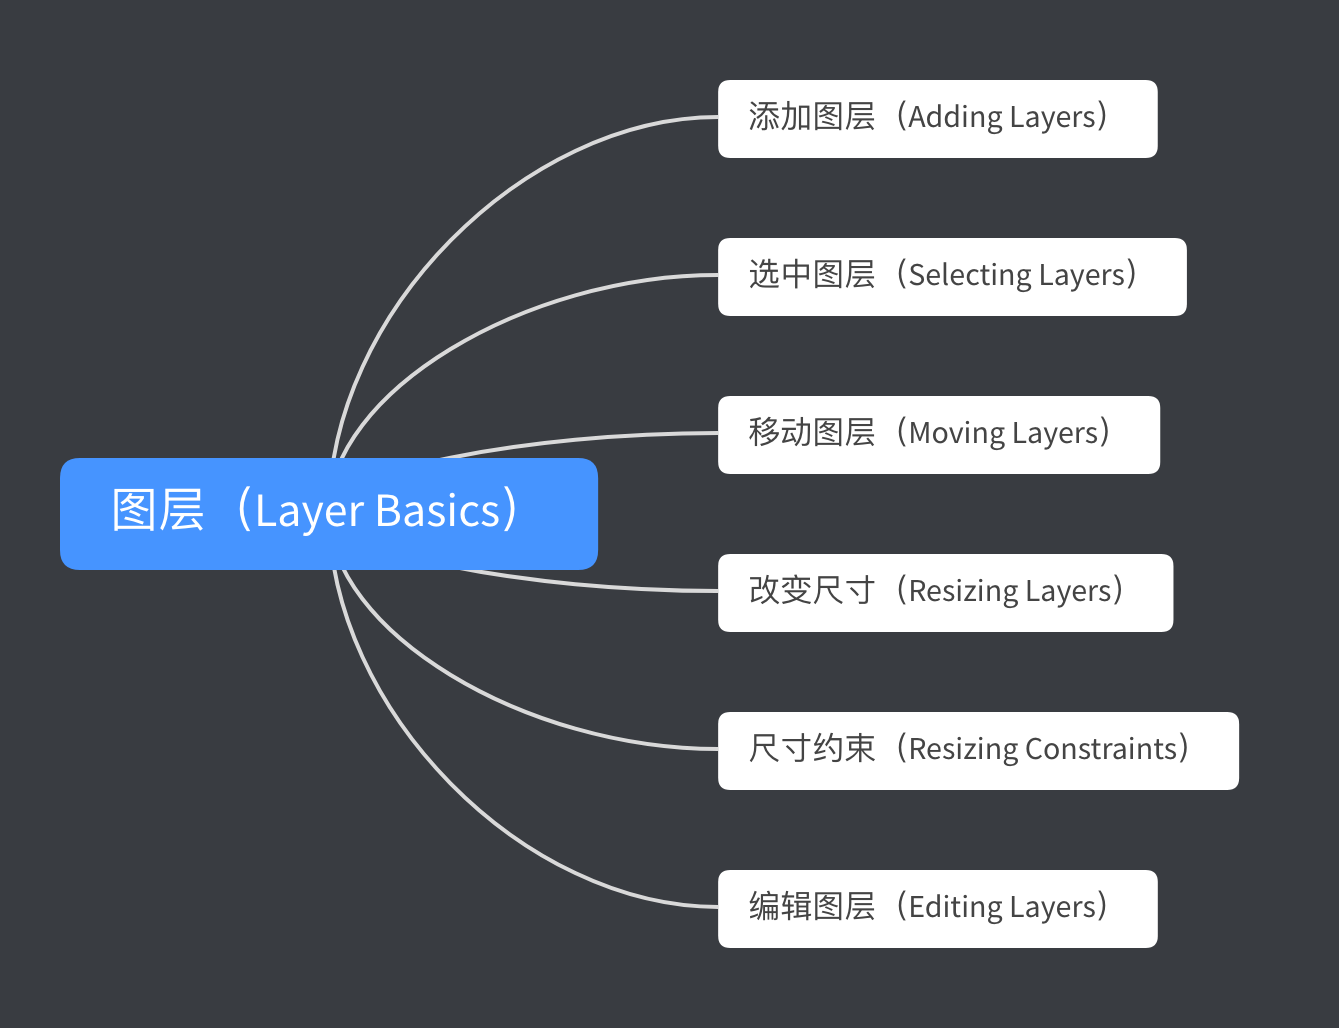 添加图层（Adding Layers）
选中图层（Selecting Layers）
移动图层（Moving Layers）
图层（Layer Basics）
改变尺寸（Resizing Layers）
尺寸约束（Resizing Constraints）
编辑图层（Editing Layers）